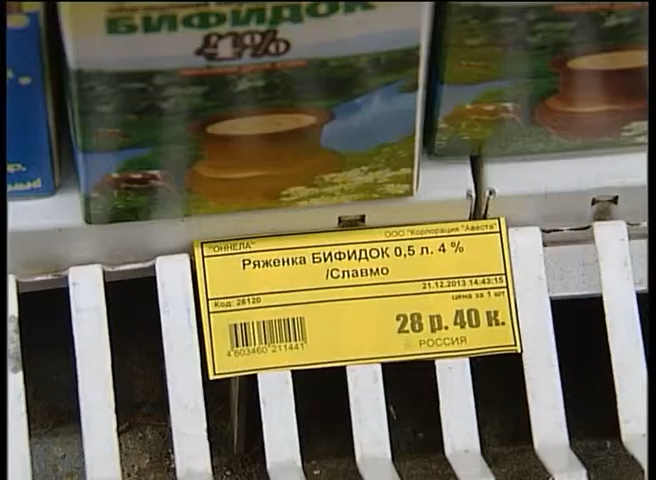 БИФИДОК
4%
"ОННЕЛА" ООО"Корпорация "Авеста"
Ряженка БИФИДОК 0,5 л. 4 %
/Славмо
21.12.2013 14:43:15
Код: 26120 цена за 1 шт
28 р. 40 к.
4 603460 211441
РОССИЯ